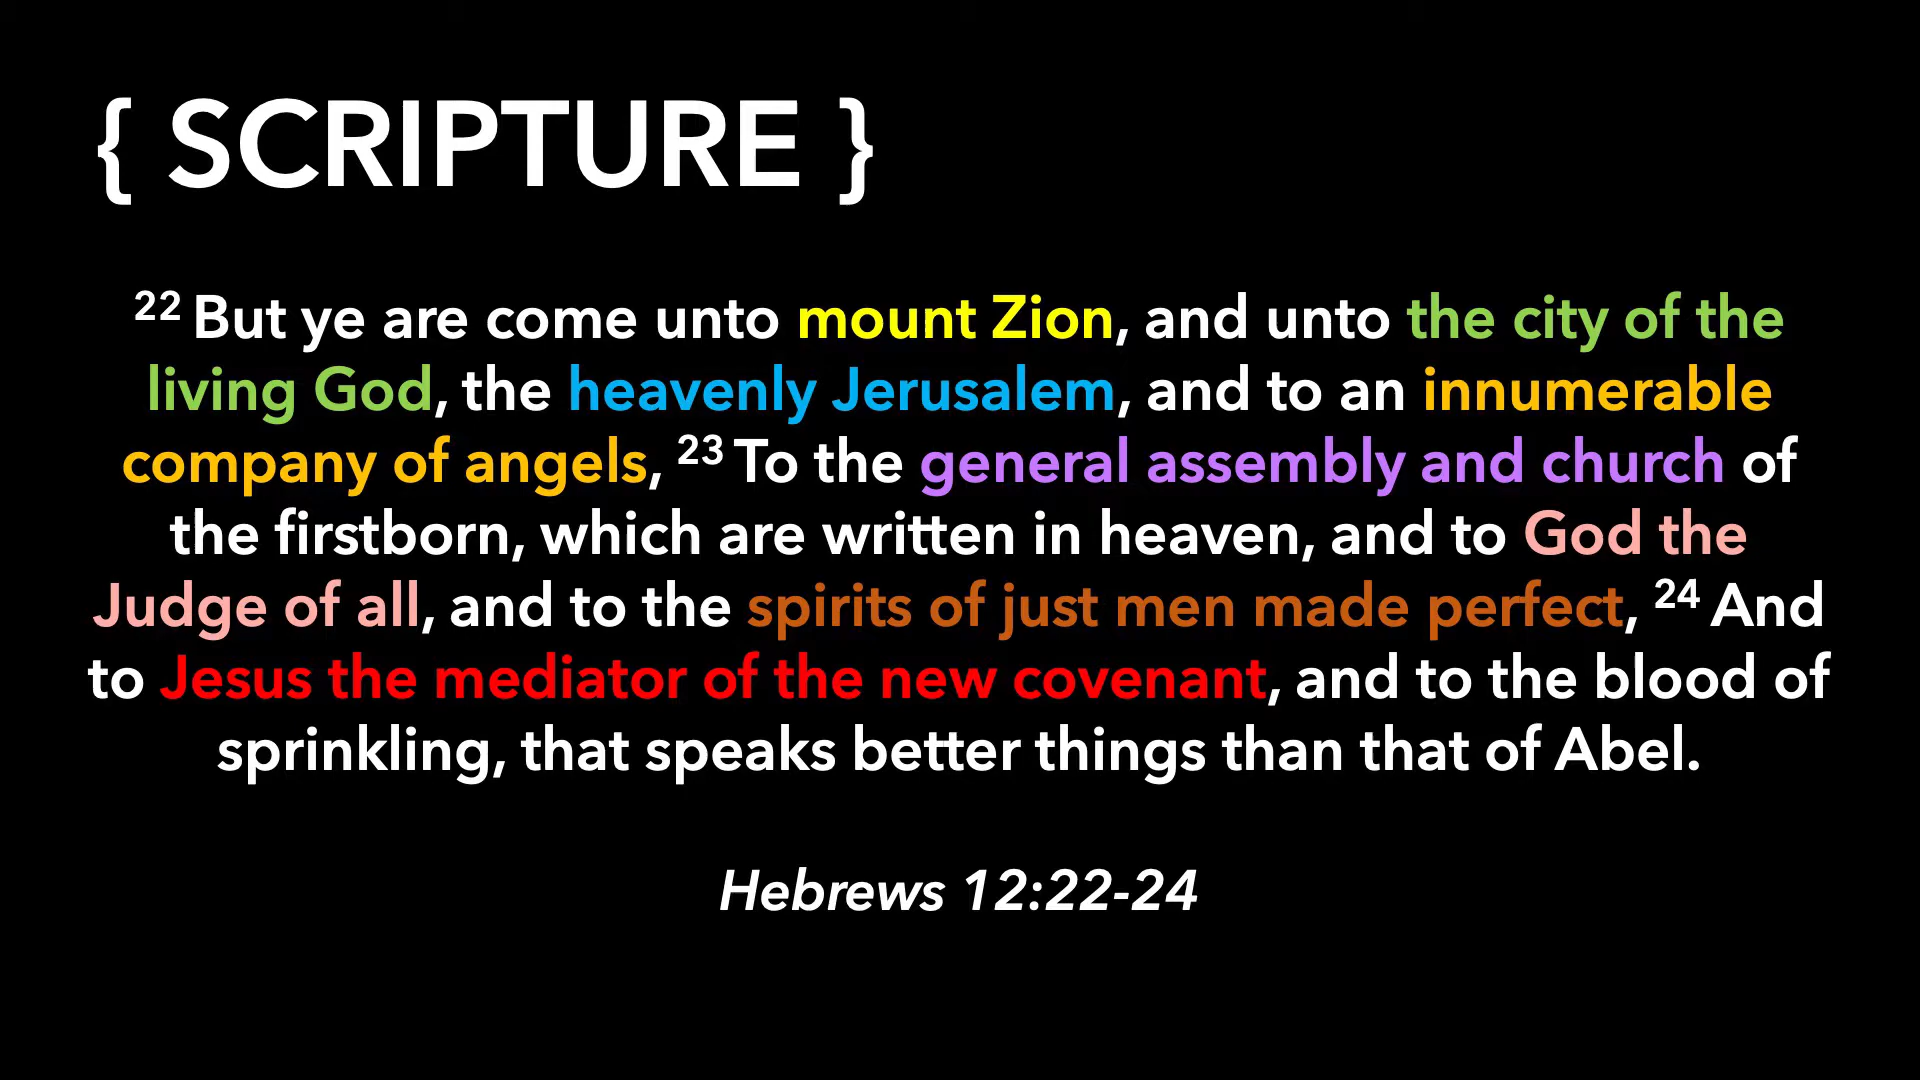 { SCRIPTURE }
22 But ye are come unto mount Zion, and unto the city of the
living God, the heavenly Jerusalem, and to an innumerable
company of angels, 23 To the general assembly and church of
the firstborn, which are written in heaven, and to God the
Judge of all, and to the spirits of just men made perfect, 24 And
to Jesus the mediator of the new covenant, and to the blood of
sprinkling, that speaks better things than that of Abel.
Hebrews 12:22-24